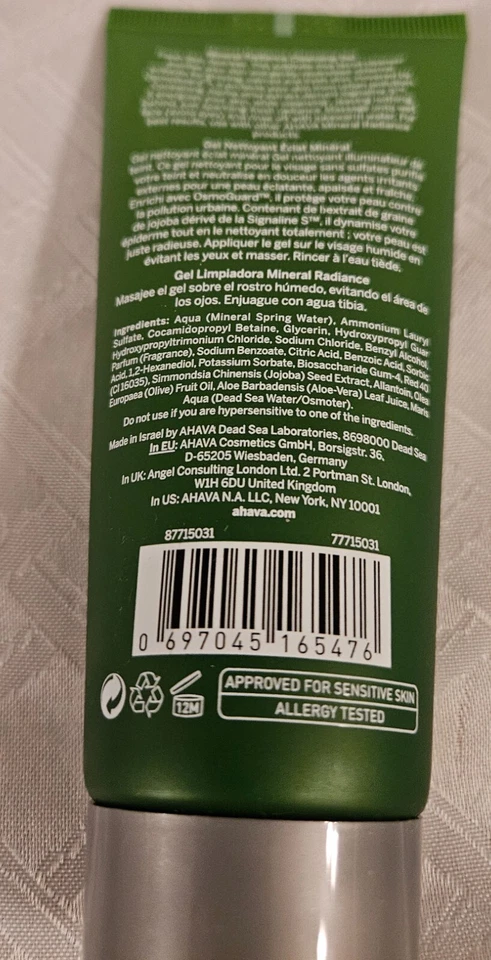 products.
Gel Nettoyant Éclat Minéral
Gel nettoyant éclat minéral Gel nettoyant illuminateur de
teint. Ce gel nettoyant pour le visage sans sulfates purifie
votre teint et neutralise en douceur les agents irritants
externes pour une peau éclatante, apaisée et fraîche.
Enrichi avec OsmoGuard™, il protège votre peau contre
la pollution urbaine. Contenant de bextrait de graine
de jojoba dérivé de la Signaline S™, il dynamise votre
épiderme tout en le nettoyant totalement : votre peau est
juste radieuse. Appliquer le gel sur le visage humide en
évitant les yeux et masser. Rincer à l'eau tiède.
Gel Limpiadora Mineral Radiance
Masajee el gel sobre el rostro húmedo, evitando el área de
los ojos. Enjuague con agua tibia.
Ingredients: Aqua (Mineral Spring Water), Ammonium Lauryl
Sulfate, Cocamidopropyl Betaine, Glycerin, Hydroxypropyl Guar
Hydroxypropyltrimonium Chloride, Sodium Chloride, Benzyl Alcohol,
Parfum (Fragrance), Sodium Benzoate, Citric Acid, Benzoic Acid, Sorbic
Acid, 1,2-Hexanediol, Potassium Sorbate, Biosaccharide Gum-4, Red 40
(CI 16035), Simmondsia Chinensis (Jojoba) Seed Extract, Allantoin, Olea
Europaea (Olive) Fruit Oil, Aloe Barbadensis (Aloe-Vera) Leaf Juice, Maris
Aqua (Dead Sea Water/Osmoter).
Do not use if you are hypersensitive to one of the ingredients.
Made in Israel by AHAVA Dead Sea Laboratories, 8698000 Dead Sea
In EU: AHAVA Cosmetics GmbH, Borsigstr. 36.
D-65205 Wiesbaden, Germany
In UK: Angel Consulting London Ltd. 2 Portman St. London,
W1H 6DU United Kingdom
In US: AHAVA N.A. LLC, New York, NY 10001
ahava.com
87715031 77715031
0 697045 165476
12M
APPROVED FOR SENSITIVE SKIN
ALLERGY TESTED